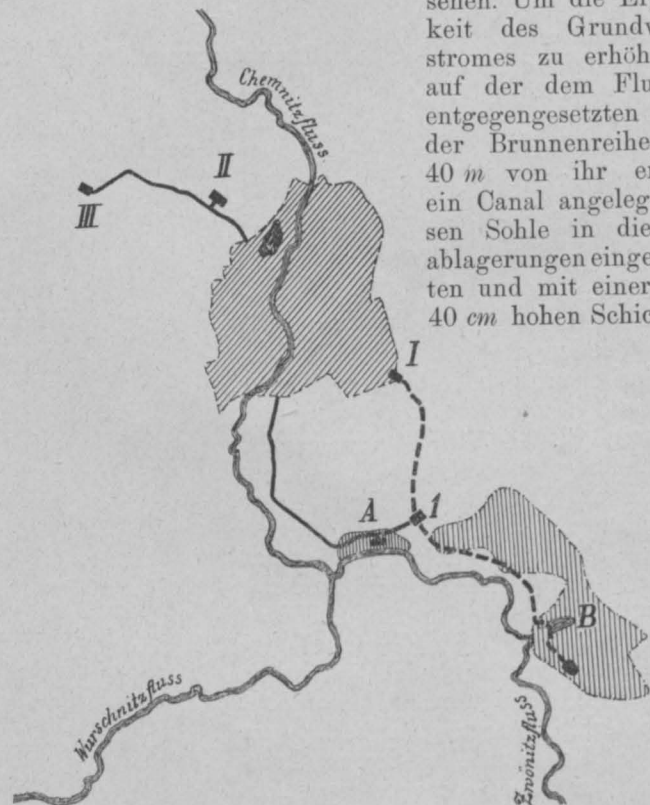 sehen. Um die Er
keit des Grundw
stromes zu erhöh
auf der dem Flu
entgegengesetzten
der Brunnenreihe
40 m von ihr en
ein Canal angeleg
sen Sohle in die
ablagerungen einge
ten und mit einer
40 cm hohen Schic
Chemnitzfluss
II
III
I
A
1
B
Wurschnitzfluss
Zwönitzfluss